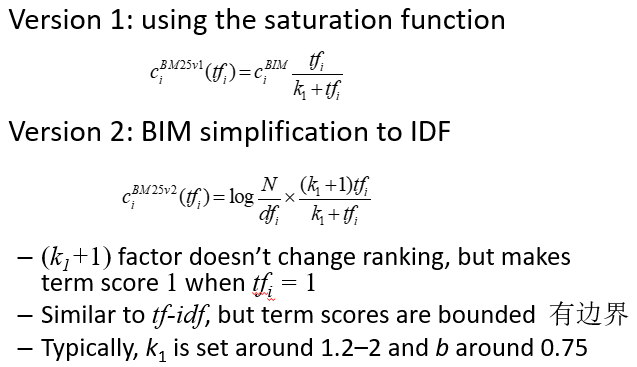 Version 1: using the saturation function
c_i^{BM25v1}(tf_i) = c_i^{BIM} \frac{tf_i}{k_1 + tf_i}
Version 2: BIM simplification to IDF
c_i^{BM25v2}(tf_i) = \log \frac{N}{df_i} \times \frac{(k_1 + 1)tf_i}{k_1 + tf_i}
– (k_1+1) factor doesn’t change ranking, but makes
term score 1 when tf_i = 1
– Similar to tf-idf, but term scores are bounded 有边界
– Typically, k_1 is set around 1.2–2 and b around 0.75